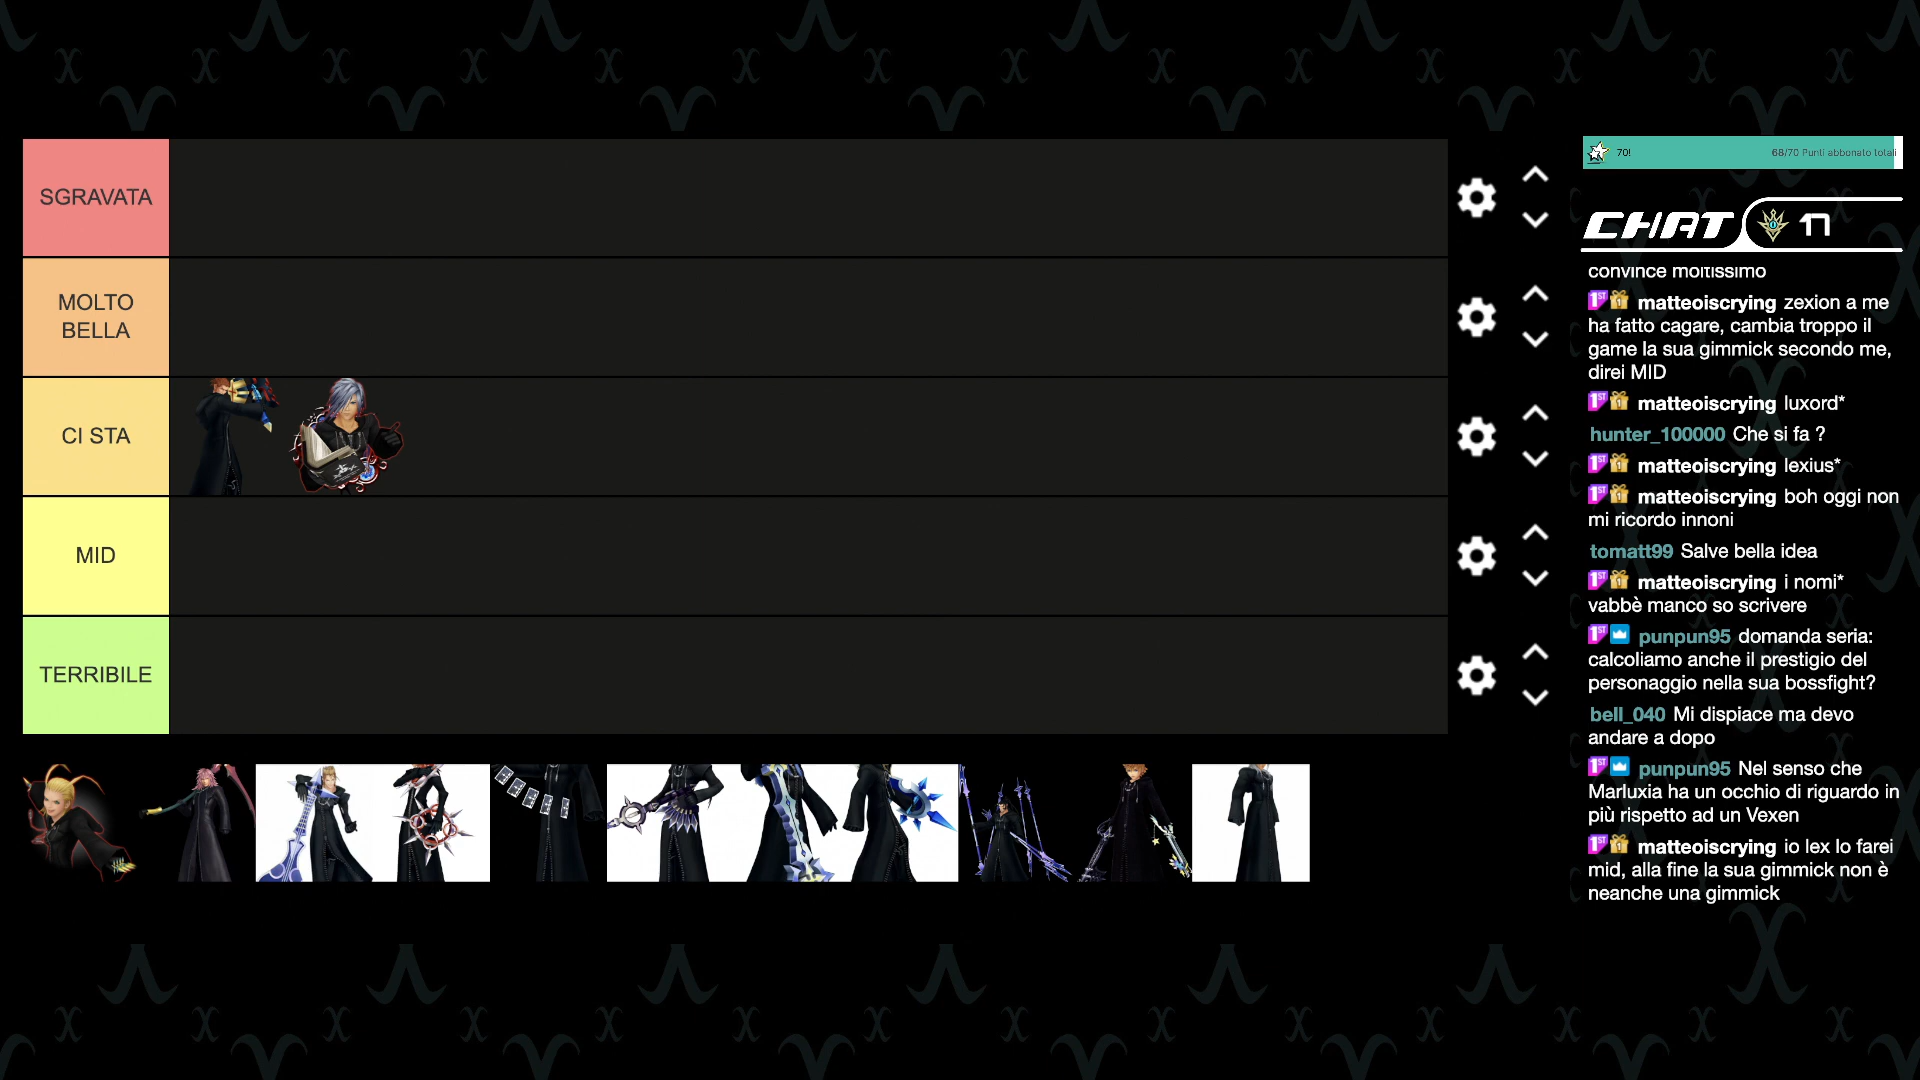 SGRAVATA
MOLTO
BELLA
CI STA
MID
TERRIBILE
70!
68/70 Punti abbonato totali
CHAT 17
convince moltissimo
matteoiscrying zexion a me
ha fatto cagare, cambia troppo il
game la sua gimmick secondo me,
direi MID
matteoiscrying luxord*
hunter_100000 Che si fa ?
matteoiscrying lexius*
matteoiscrying boh oggi non
mi ricordo innoni
tomatt99 Salve bella idea
matteoiscrying i nomi*
vabbè manco so scrivere
punpun95 domanda seria:
calcoliamo anche il prestigio del
personaggio nella sua bossfight?
bell_040 Mi dispiace ma devo
andare a dopo
punpun95 Nel senso che
Marluxia ha un occhio di riguardo in
più rispetto ad un Vexen
matteoiscrying io lex lo farei
mid, alla fine la sua gimmick non è
neanche una gimmick